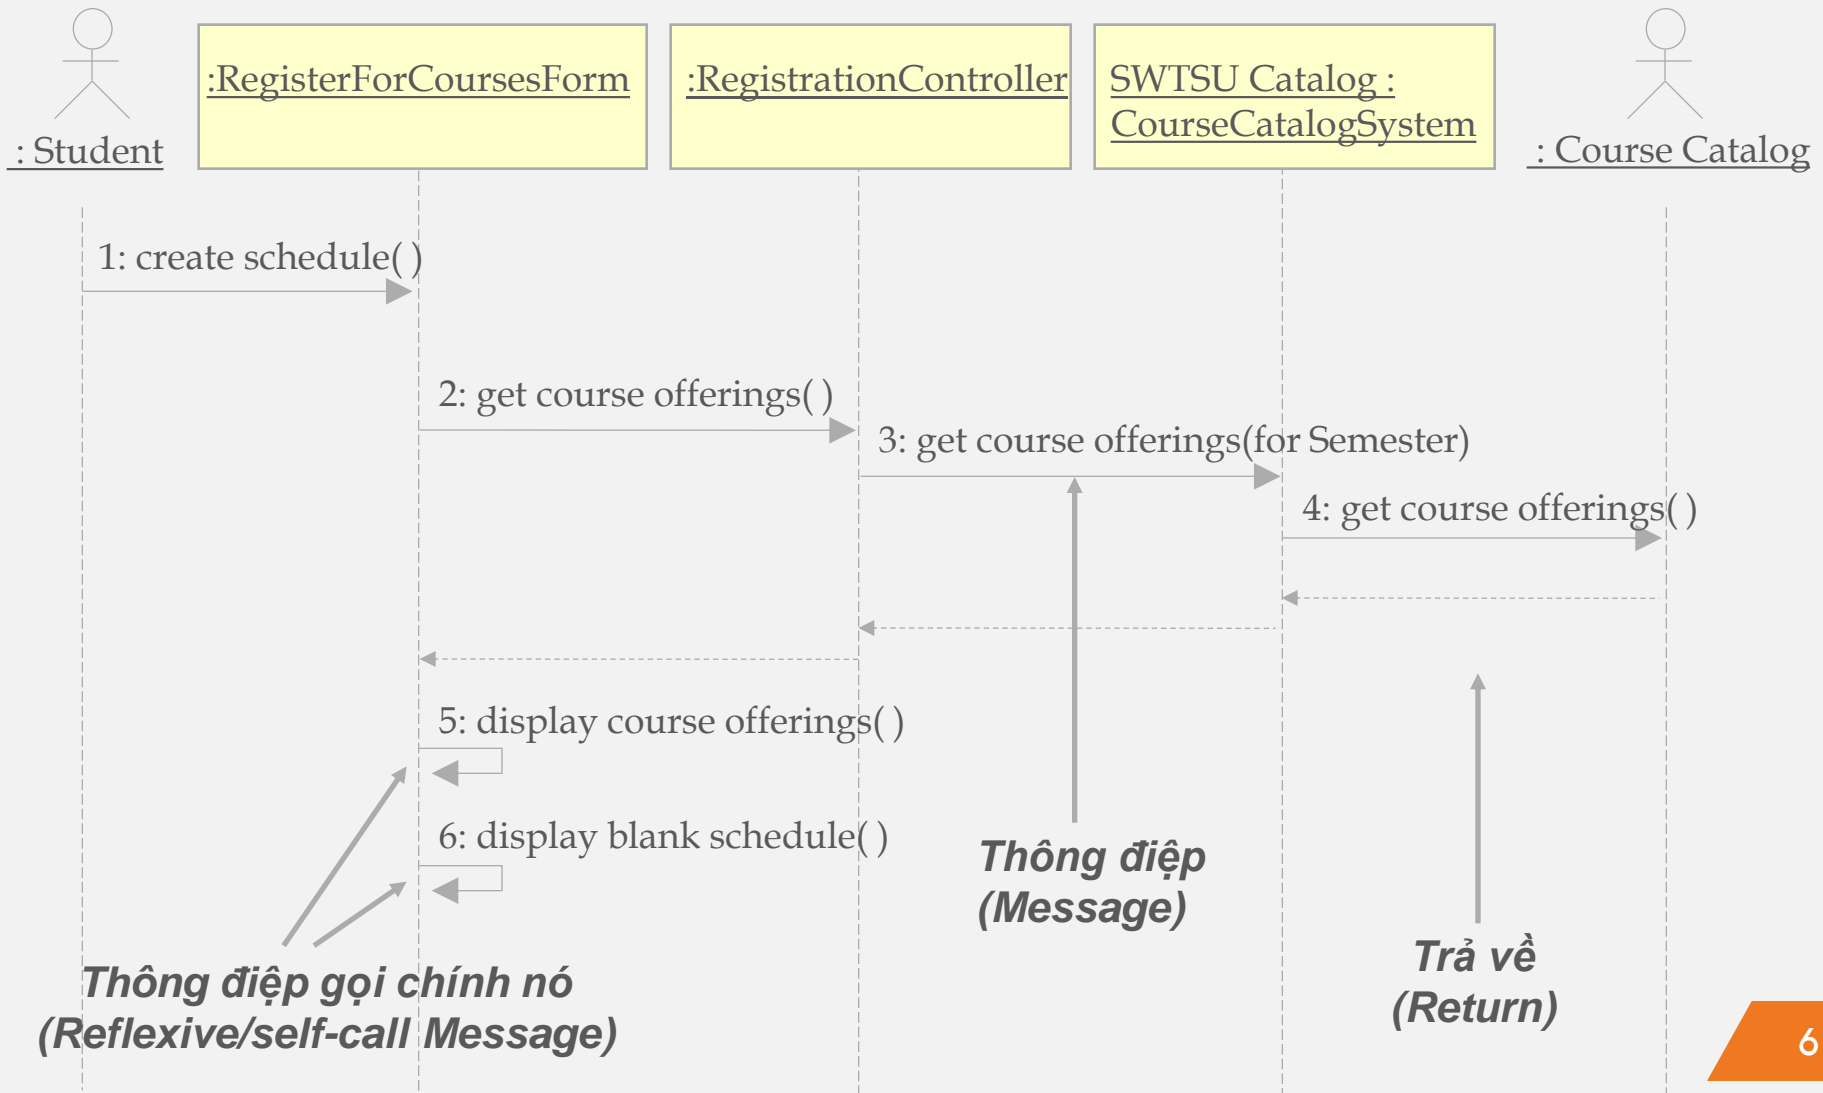 : Student
:RegisterForCoursesForm
:RegistrationController
SWTSU Catalog :
CourseCatalogSystem
: Course Catalog
1: create schedule( )
2: get course offerings( )
3: get course offerings(for Semester)
4: get course offerings( )
5: display course offerings( )
6: display blank schedule( )
Thông điệp
(Message)
Trả về
(Return)
Thông điệp gọi chính nó
(Reflexive/self-call Message)
6